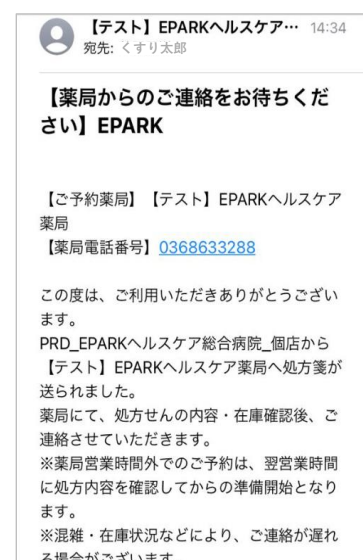 【テスト】EPARKヘルスケア… 14:34
宛先: くすり太郎
【薬局からのご連絡をお待ちくだ
さい】EPARK
【ご予約薬局】【テスト】EPARKヘルスケア
薬局
【薬局電話番号】0368633288
この度は、ご利用いただきありがとうござい
ます。
PRD_EPARKヘルスケア総合病院_個店から
【テスト】EPARKヘルスケア薬局へ処方箋が
送られました。
薬局にて、処方せんの内容・在庫確認後、ご
連絡させていただきます。
※薬局営業時間外でのご予約は、翌営業時間
に処方内容を確認してからの準備開始となり
ます。
※混雑・在庫状況などにより、ご連絡が遅れ
る場合がございます